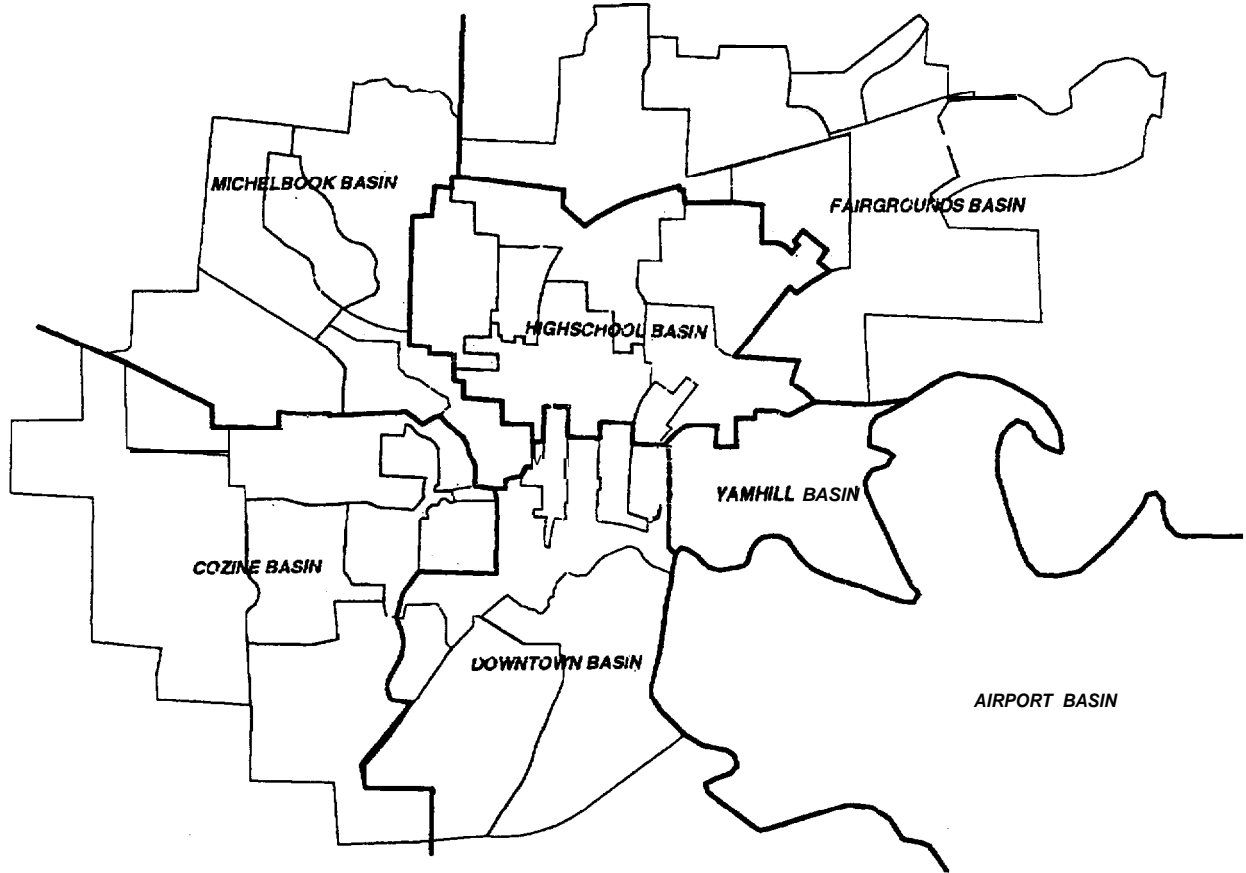 MICHELBOOK BASIN
FAIRGROUNDS BASIN
HIGHSCHOOL BASIN
YAMHILL BASIN
COZINE BASIN
DOWNTOWN BASIN
AIRPORT BASIN